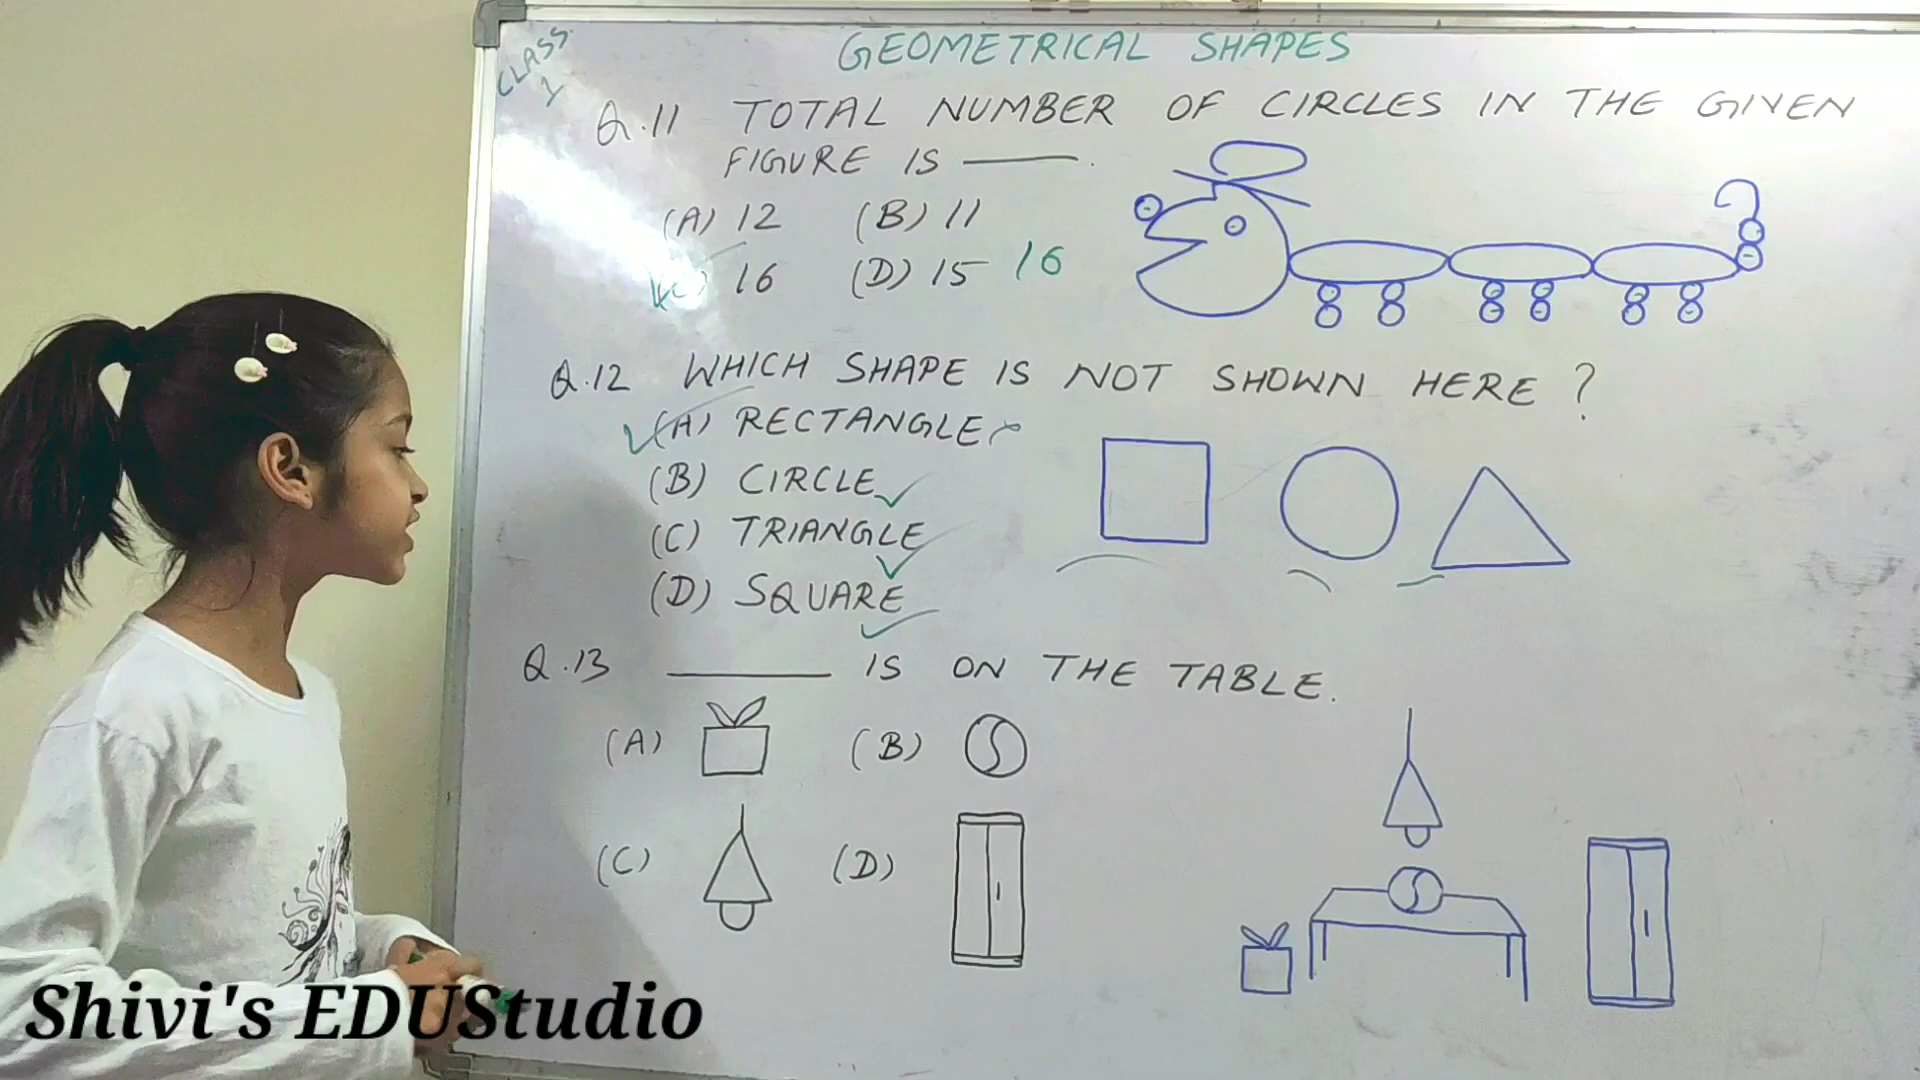 CLASS.
1
GEOMETRICAL SHAPES
Q.11 TOTAL NUMBER OF CIRCLES IN THE GIVEN
FIGURE IS ———.
(A) 12 (B) 11
(C) 16 (D) 15 16
Q.12 WHICH SHAPE IS NOT SHOWN HERE ?
(A) RECTANGLE
(B) CIRCLE
(C) TRIANGLE
(D) SQUARE
Q.13 ______ IS ON THE TABLE.
(A) (B)
(C) (D)
Shivi's EDUStudio